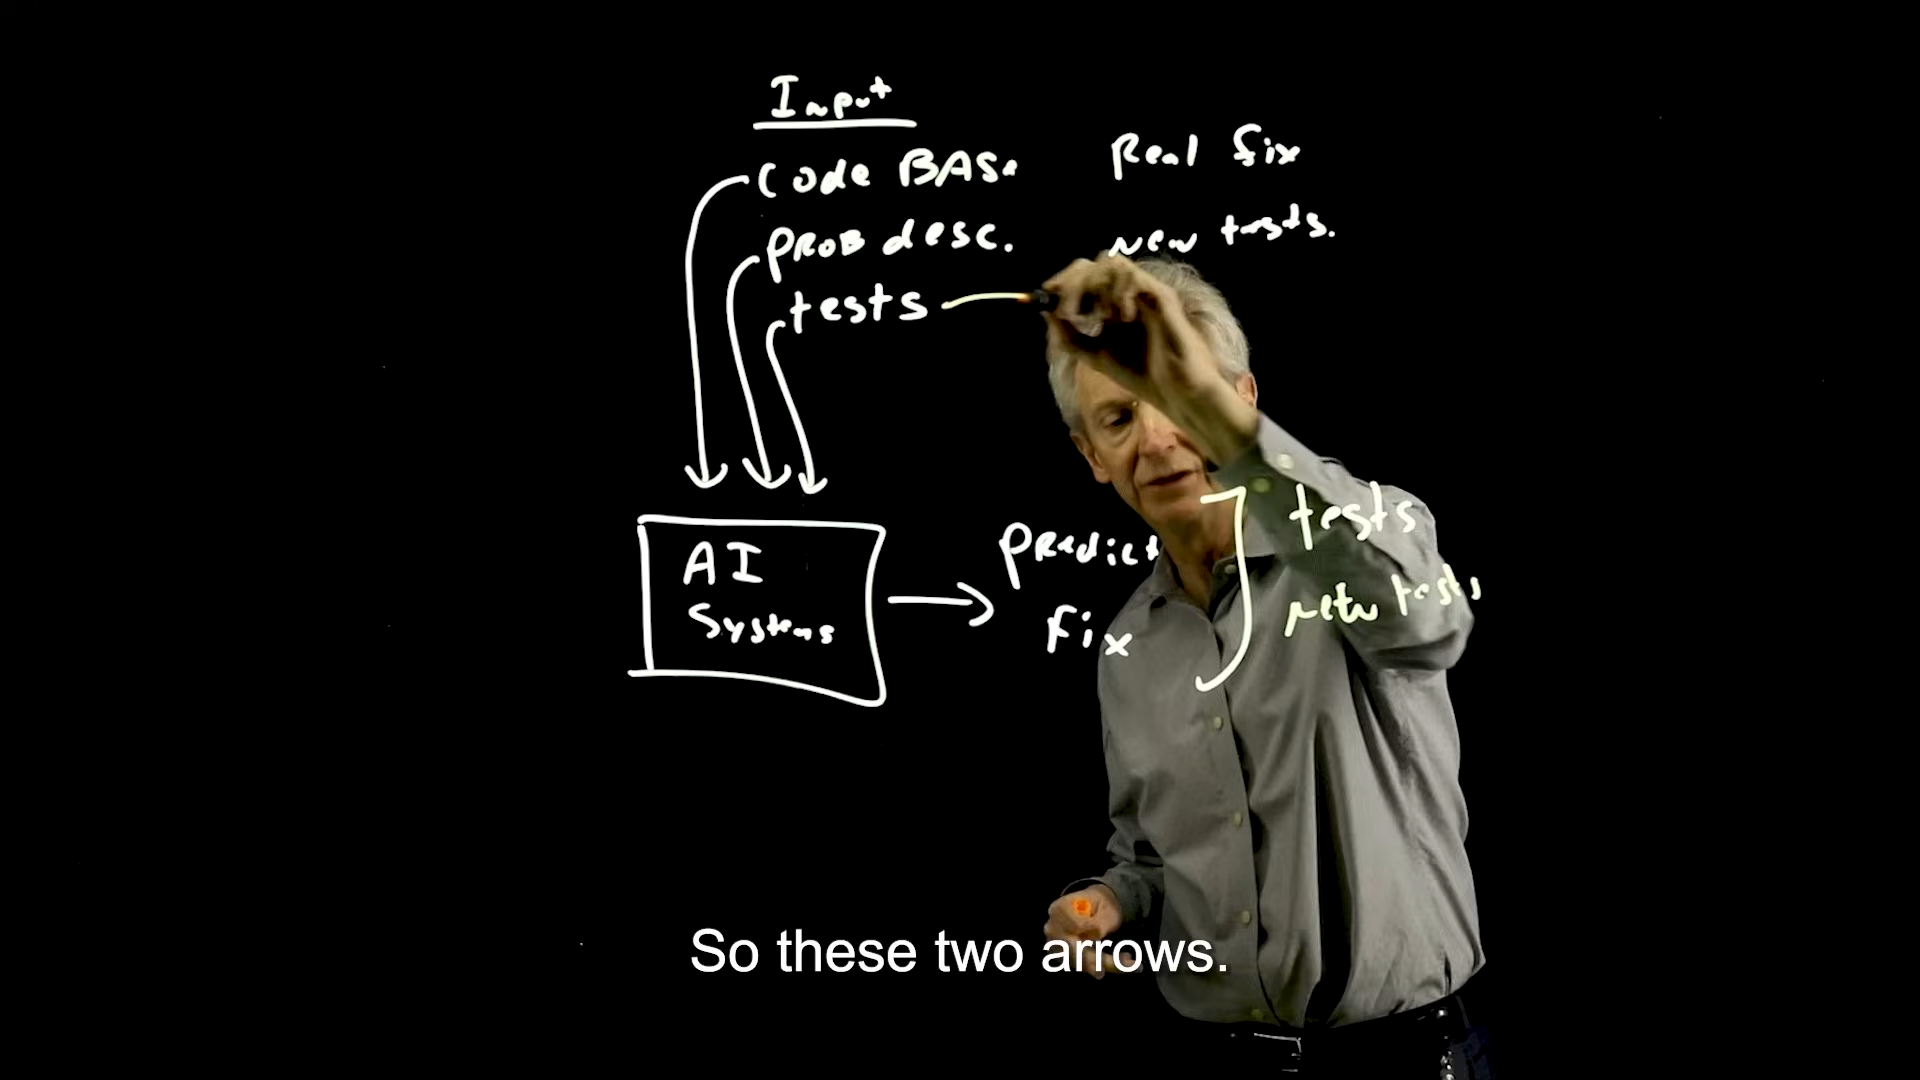 Input
Code BASe
Real fix
PROB desc.
new tests.
tests
AI
Systems
predict
fix
tests
new tests
So these two arrows.